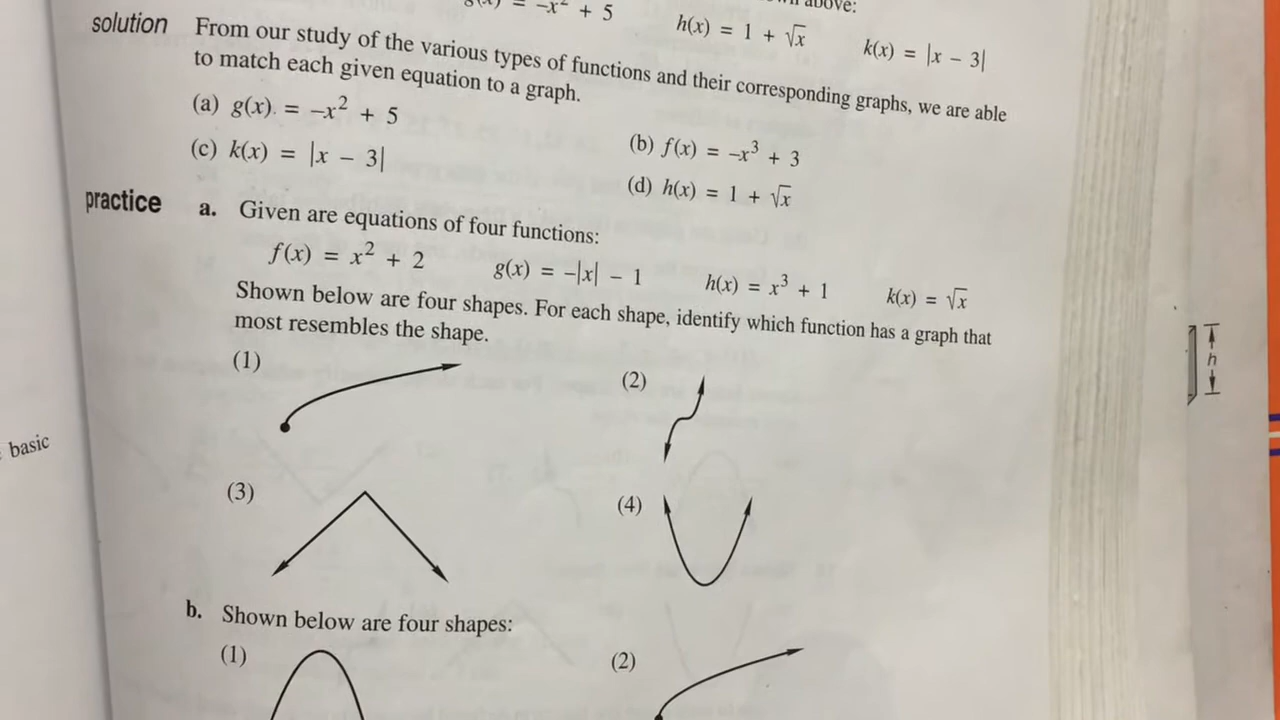 = −x² + 5
above:
h(x) = 1 + √x
k(x) = |x − 3|
solution From our study of the various types of functions and their corresponding graphs, we are able
to match each given equation to a graph.
(a) g(x). = −x² + 5
(b) f(x) = −x³ + 3
(c) k(x) = |x − 3|
(d) h(x) = 1 + √x
practice a. Given are equations of four functions:
f(x) = x² + 2 g(x) = −|x| − 1 h(x) = x³ + 1 k(x) = √x
Shown below are four shapes. For each shape, identify which function has a graph that
most resembles the shape.
(1)
(2)
h
basic
(3)
(4)
b. Shown below are four shapes:
(1)
(2)